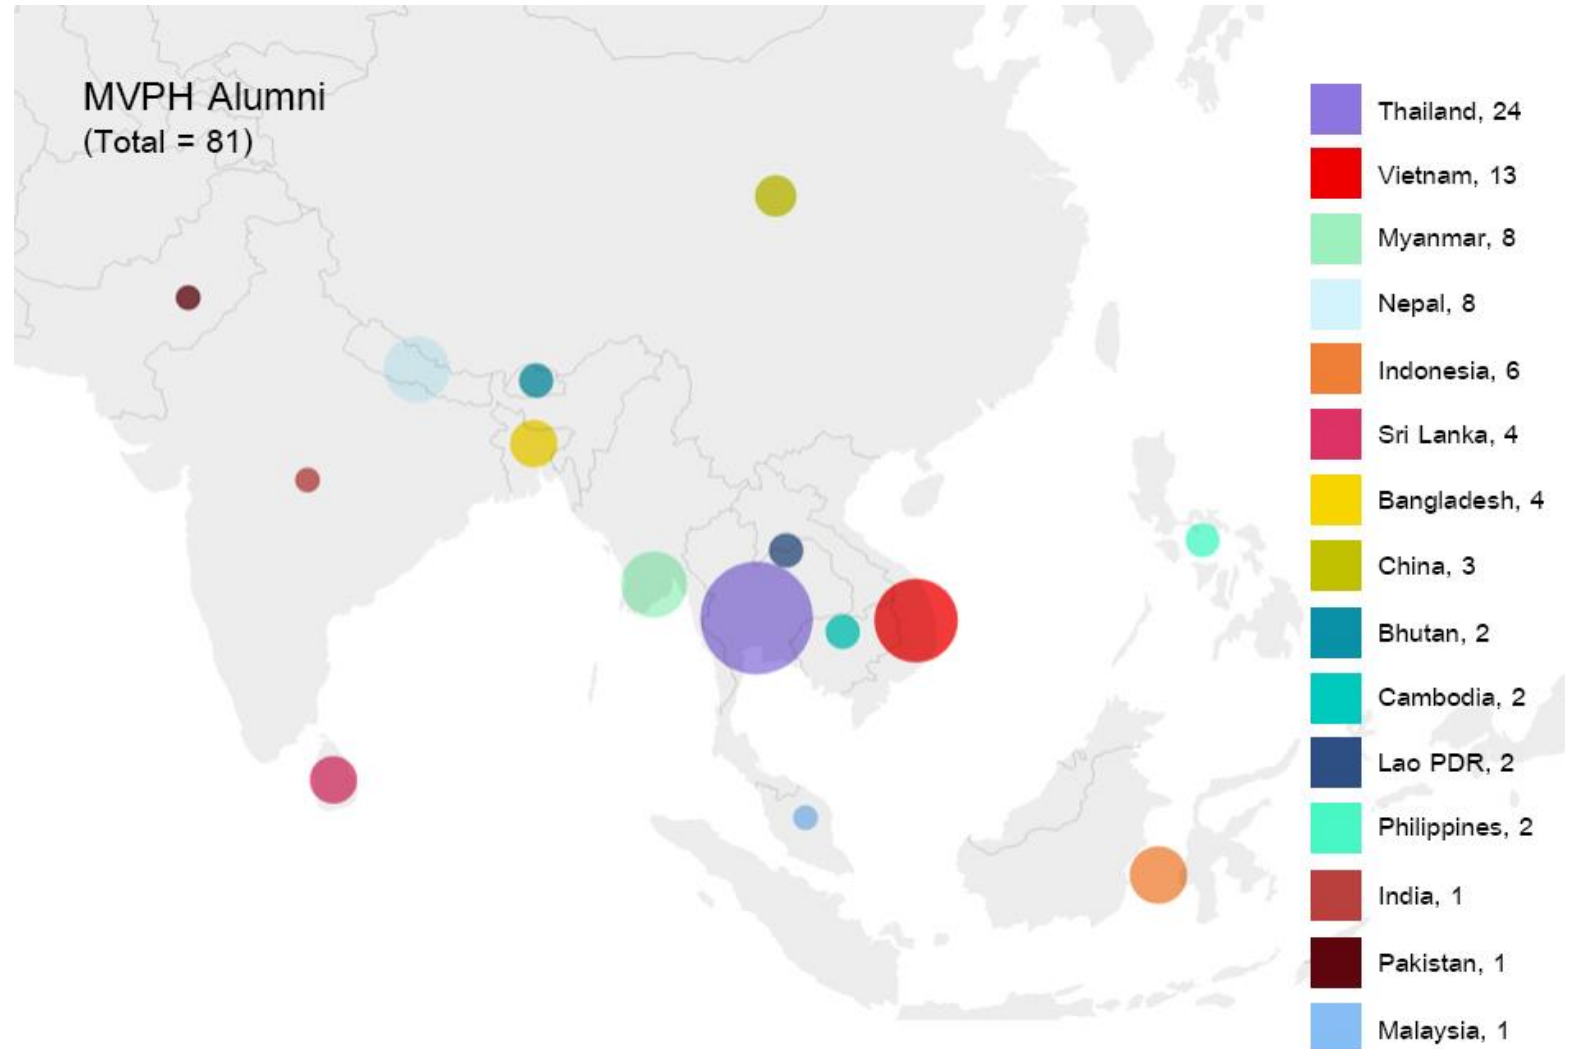 MVPH Alumni
(Total = 81)
Thailand, 24
Vietnam, 13
Myanmar, 8
Nepal, 8
Indonesia, 6
Sri Lanka, 4
Bangladesh, 4
China, 3
Bhutan, 2
Cambodia, 2
Lao PDR, 2
Philippines, 2
India, 1
Pakistan, 1
Malaysia, 1